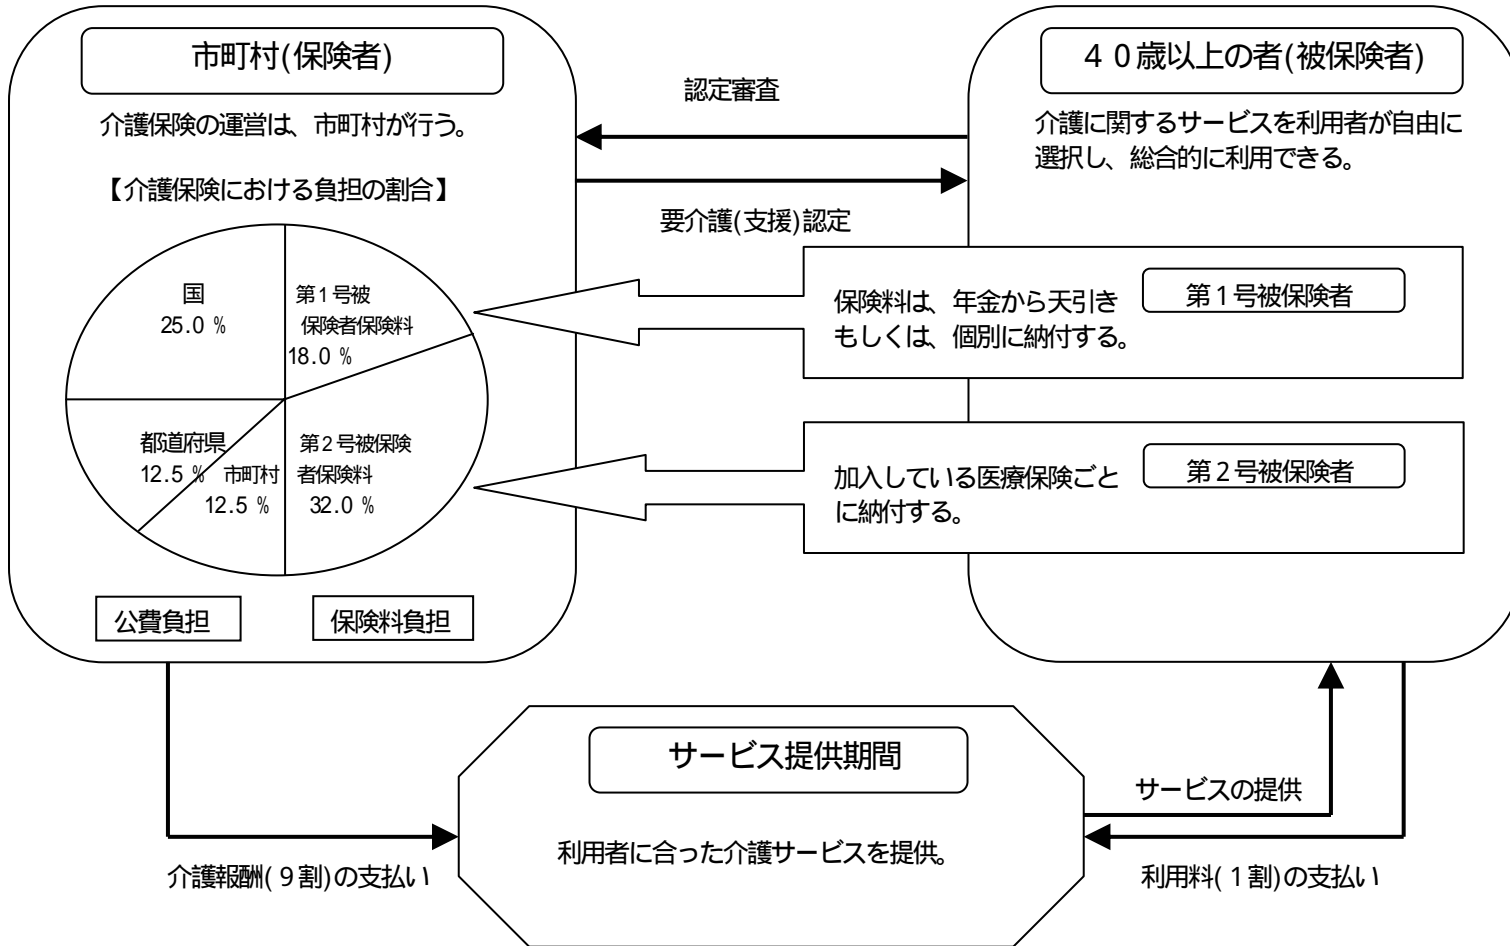 市町村(保険者)
介護保険の運営は、市町村が行う。
【介護保険における負担の割合】
国
25.0 %
第1号被
保険者保険料
18.0 %
都道府県
12.5 %
市町村
12.5 %
第2号被保険
者保険料
32.0 %
公費負担
保険料負担
認定審査
要介護(支援)認定
40歳以上の者(被保険者)
介護に関するサービスを利用者が自由に
選択し、総合的に利用できる。
保険料は、年金から天引き
もしくは、個別に納付する。
第1号被保険者
加入している医療保険ごと
に納付する。
第2号被保険者
サービス提供期間
利用者に合った介護サービスを提供。
介護報酬(9割)の支払い
サービスの提供
利用料(1割)の支払い